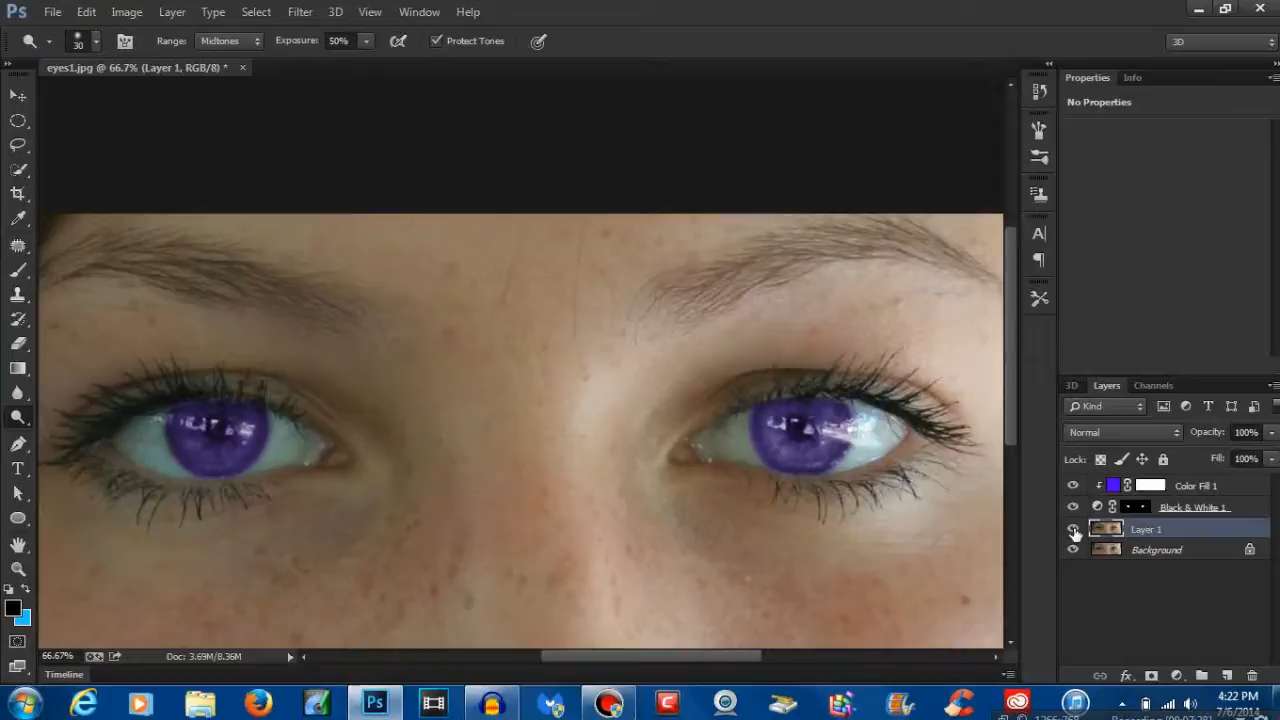 Ps File Edit Image Layer Type Select Filter 3D View Window Help
30 Range: Midtones Exposure: 50% Protect Tones 3D
eyes1.jpg @ 66.7% (Layer 1, RGB/8) * ×
Properties Info
No Properties
3D Layers Channels
Kind
Normal Opacity: 100%
Lock: Fill: 100%
Color Fill 1
Black & White 1
Layer 1
Background
66.67% Doc: 3.69M/8.36M
Timeline
4:22 PM
7/6/2014